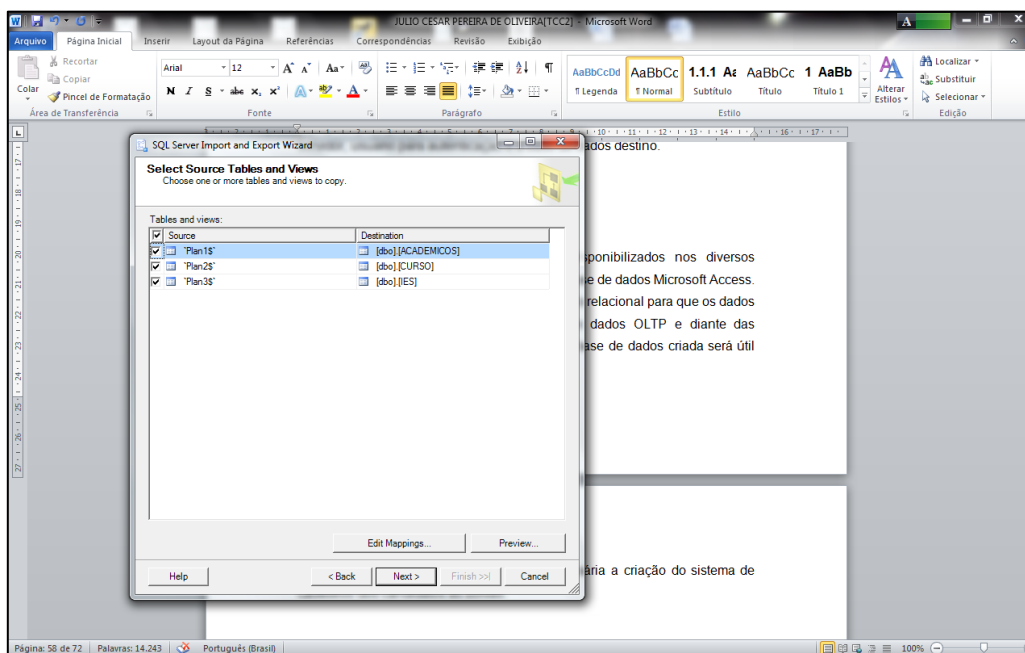 JULIO CESAR PEREIRA DE OLIVEIRA[TCC2] - Microsoft Word
A
Arquivo Página Inicial Inserir Layout da Página Referências Correspondências Revisão Exibição
Colar
Recortar
Copiar
Pincel de Formatação
Área de Transferência
Arial 12
N I S abc x₂ x²
Fonte
Parágrafo
AaBbCcDd AaBbCc 1.1.1 Aa AaBbCc 1 AaBb
¶ Legenda ¶ Normal Subtítulo Título Título 1
Alterar Estilos
Estilo
Localizar
Substituir
Selecionar
Edição
SQL Server Import and Export Wizard
Select Source Tables and Views
Choose one or more tables and views to copy.
Tables and views:
Source Destination
`Plan1$` [dbo].[ACADEMICOS]
`Plan2$` [dbo].[CURSO]
`Plan3$` [dbo].[IES]
Edit Mappings... Preview...
Help < Back Next > Finish >>| Cancel
ados destino.
sponibilizados nos diversos
se de dados Microsoft Access.
relacional para que os dados
dados OLTP e diante das
ase de dados criada será útil
ária a criação do sistema de
Página: 58 de 72 Palavras: 14.243 Português (Brasil) 100%